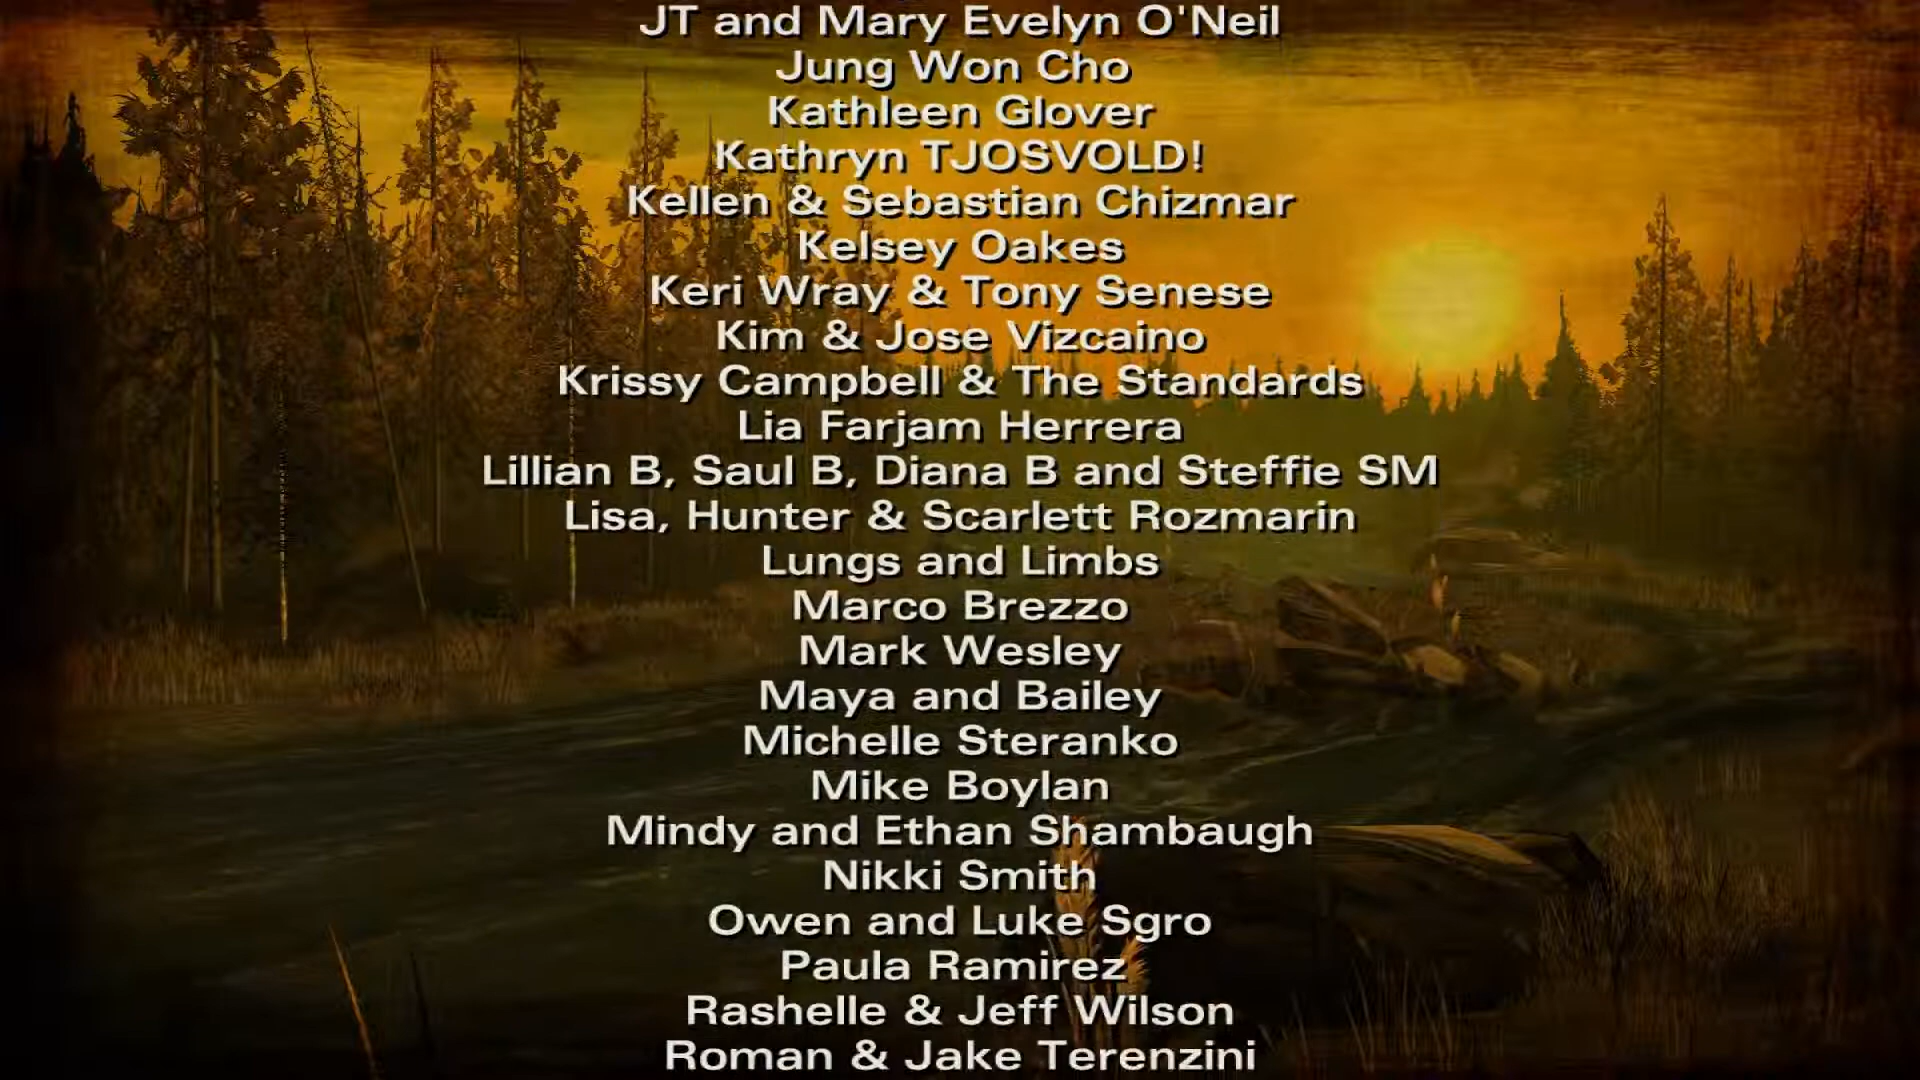 JT and Mary Evelyn O'Neil
Jung Won Cho
Kathleen Glover
Kathryn TJOSVOLD!
Kellen & Sebastian Chizmar
Kelsey Oakes
Keri Wray & Tony Senese
Kim & Jose Vizcaino
Krissy Campbell & The Standards
Lia Farjam Herrera
Lillian B, Saul B, Diana B and Steffie SM
Lisa, Hunter & Scarlett Rozmarin
Lungs and Limbs
Marco Brezzo
Mark Wesley
Maya and Bailey
Michelle Steranko
Mike Boylan
Mindy and Ethan Shambaugh
Nikki Smith
Owen and Luke Sgro
Paula Ramirez
Rashelle & Jeff Wilson
Roman & Jake Terenzini